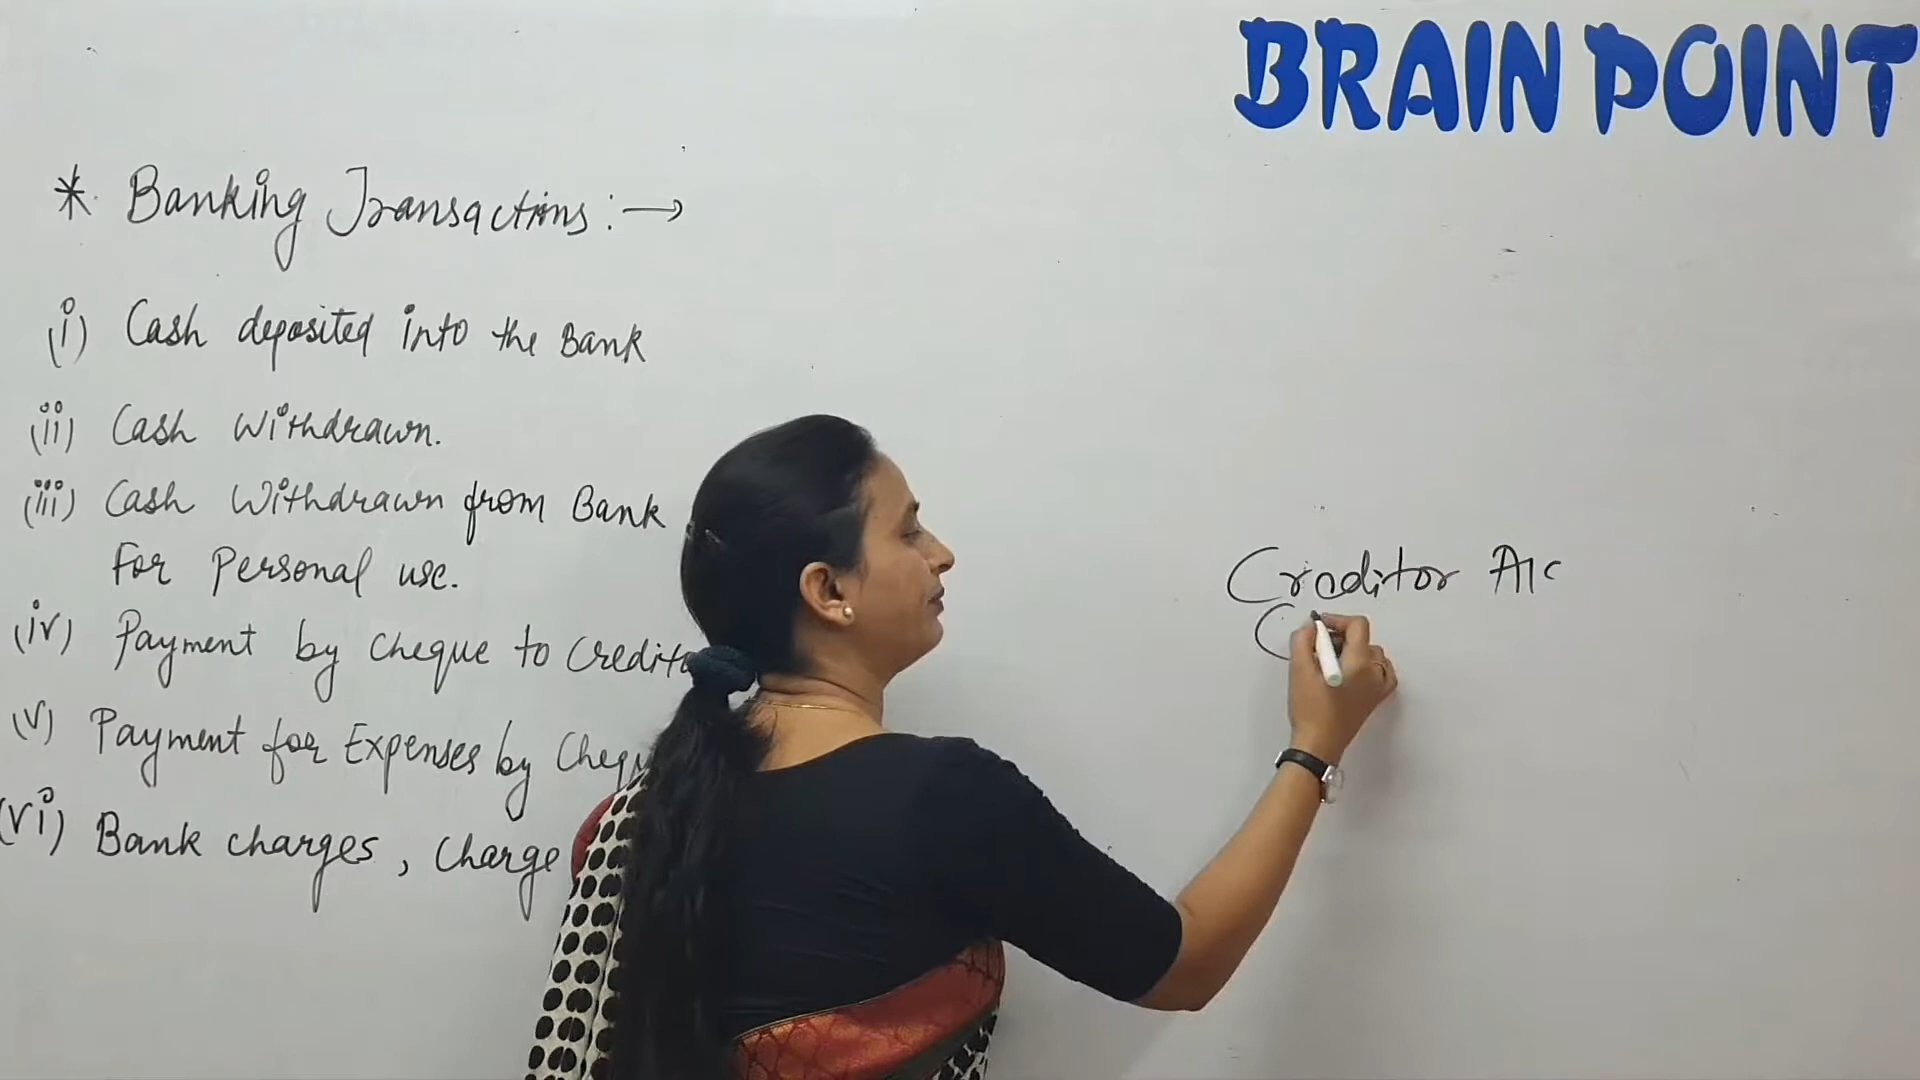 BRAIN POINT
* Banking Transactions :→
(i) Cash deposited into the Bank
(ii) Cash Withdrawn.
(iii) Cash Withdrawn from Bank
For Personal use.
(iv) Payment by Cheque to
(v) Payment for Expenses by
(vi) Bank charges, Charge
Creditor A/c